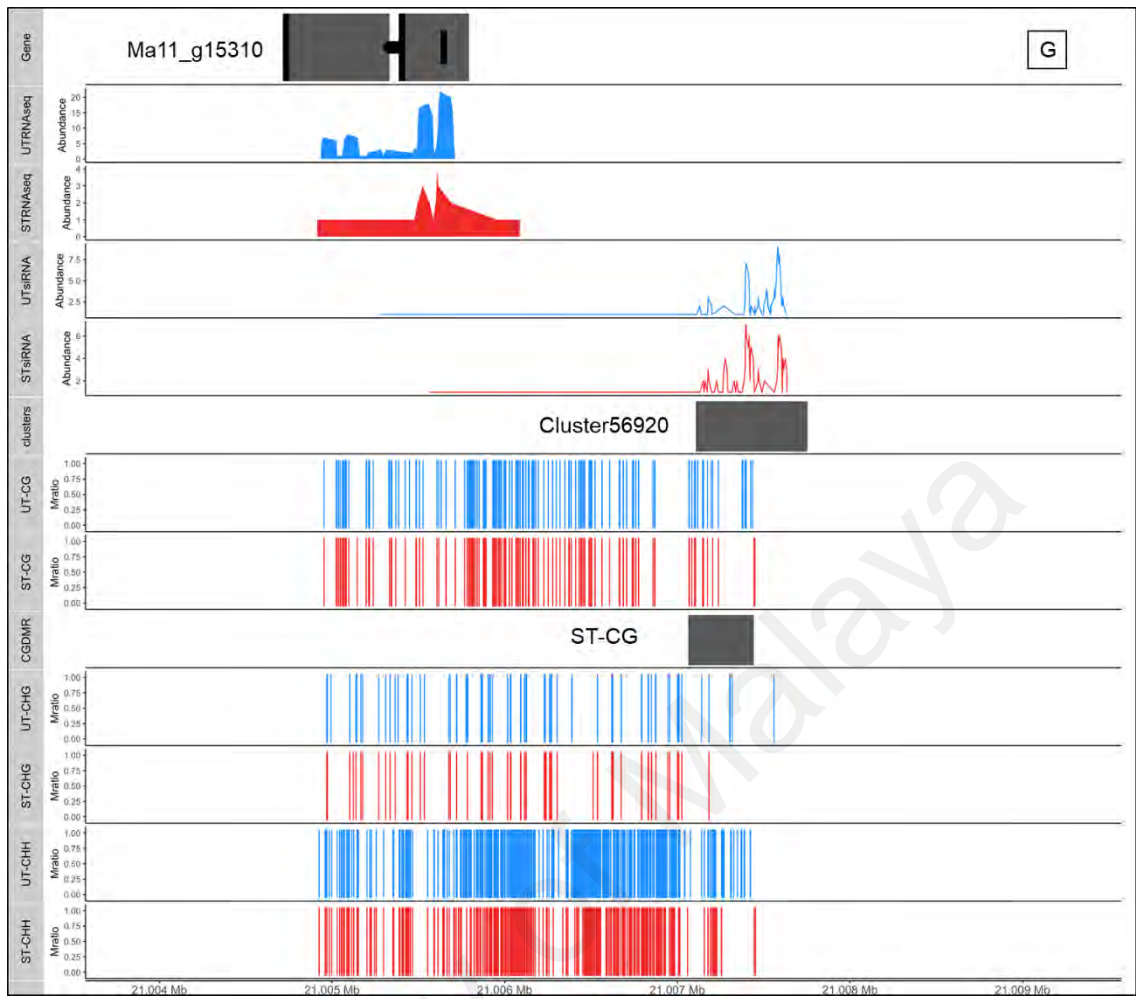 Gene
Ma11_g15310
G
UTRNAseq
Abundance
20
15
10
5
0
STRNAseq
Abundance
4
3
2
1
0
UTsiRNA
Abundance
7.5
5.0
2.5
STsiRNA
Abundance
6
4
2
clusters
Cluster56920
UT-CG
Mratio
1.00
0.75
0.50
0.25
0.00
ST-CG
Mratio
1.00
0.75
0.50
0.25
0.00
CGDMR
ST-CG
UT-CHG
Mratio
1.00
0.75
0.50
0.25
0.00
ST-CHG
Mratio
1.00
0.75
0.50
0.25
0.00
UT-CHH
Mratio
1.00
0.75
0.50
0.25
0.00
ST-CHH
Mratio
1.00
0.75
0.50
0.25
0.00
21.004 Mb 21.005 Mb 21.006 Mb 21.007 Mb 21.008 Mb 21.009 Mb
of Malaya